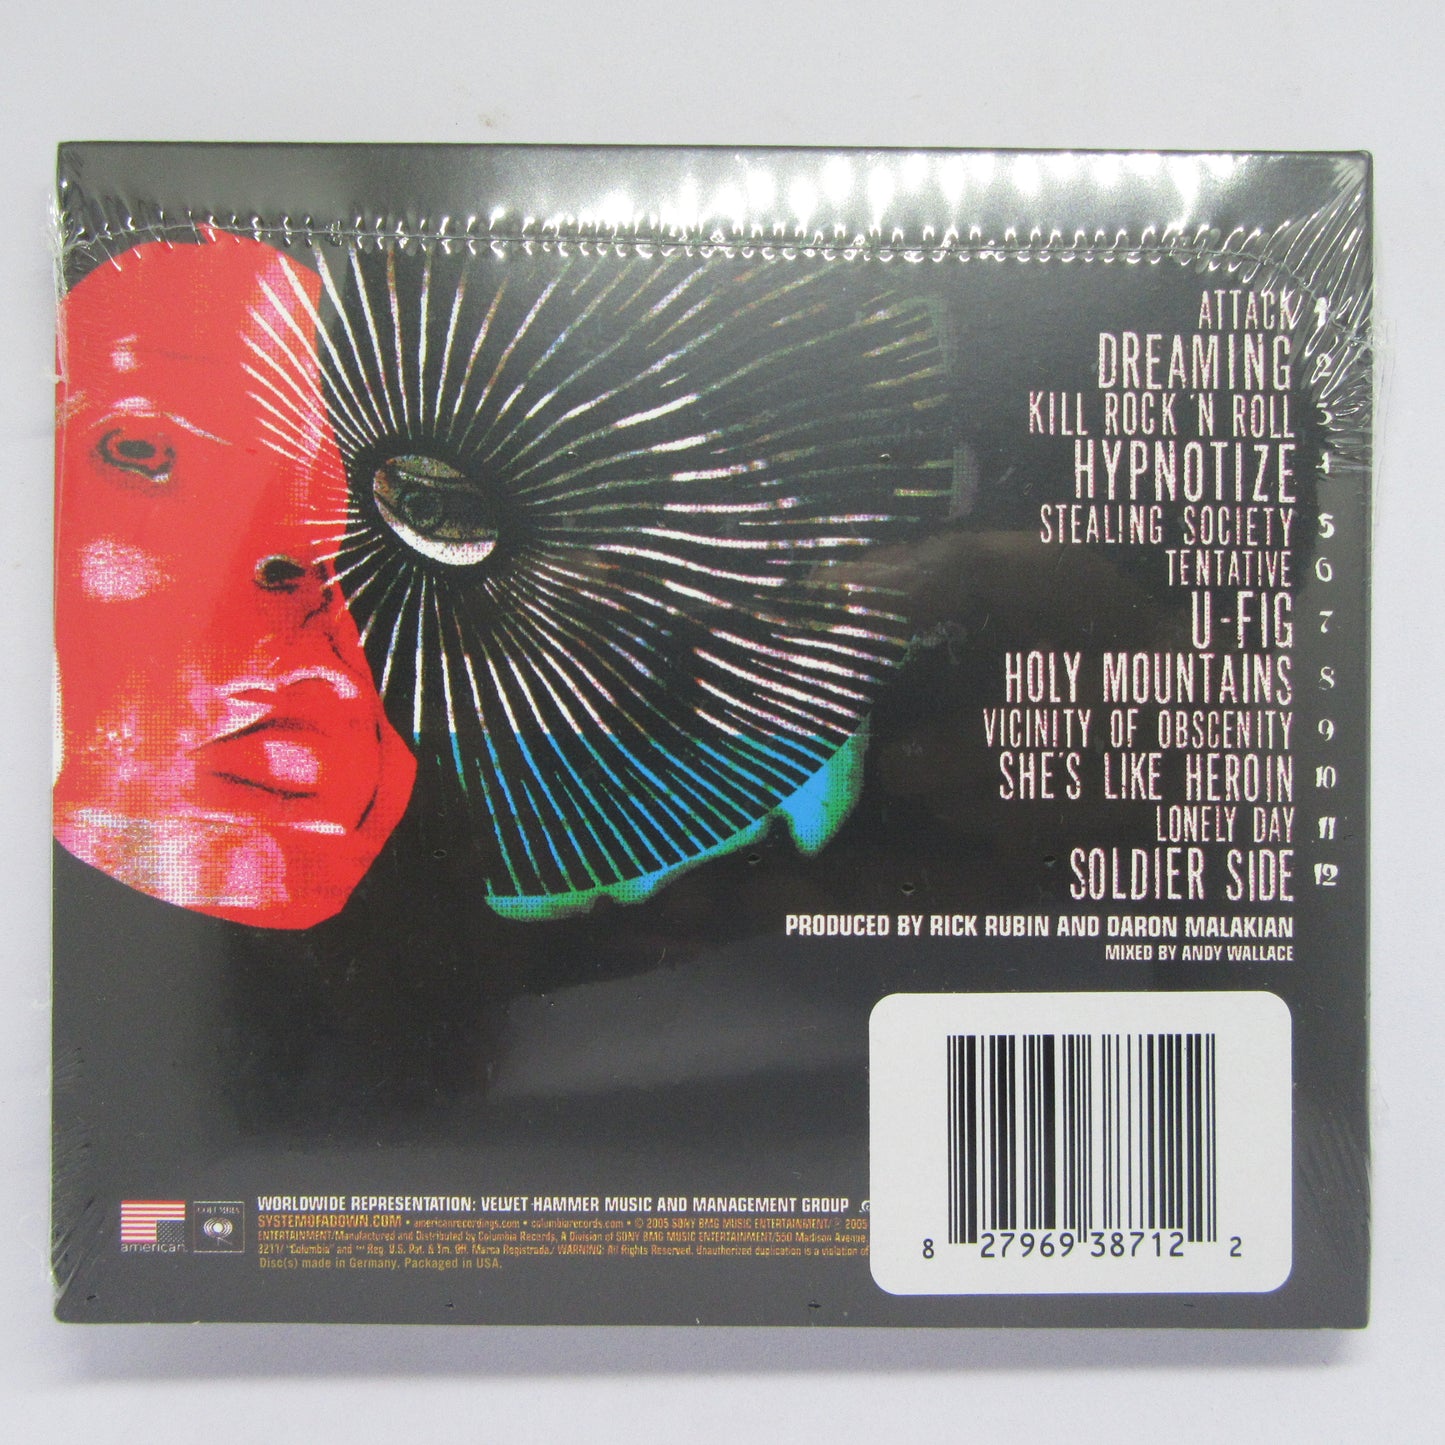 ATTACK 1
DREAMING 2
KILL ROCK 'N ROLL 3
HYPNOTIZE 4
STEALING SOCIETY 5
TENTATIVE 6
U-FIG 7
HOLY MOUNTAINS 8
VICINITY OF OBSCENITY 9
SHE'S LIKE HEROIN 10
LONELY DAY 11
SOLDIER SIDE 12
PRODUCED BY RICK RUBIN AND DARON MALAKIAN
MIXED BY ANDY WALLACE
american
COLUMBIA
WORLDWIDE REPRESENTATION: VELVET HAMMER MUSIC AND MANAGEMENT GROUP
SYSTEMOFADOWN.COM • americanrecordings.com • columbiarecords.com • © 2005 SONY BMG MUSIC ENTERTAINMENT/ ℗ 2005
ENTERTAINMENT/Manufactured and Distributed by Columbia Records, A Division of SONY BMG MUSIC ENTERTAINMENT/550 Madison Avenue,
"Columbia" and Reg. U.S. Pat. & Tm. Off. Marca Registrada./ WARNING: All Rights Reserved. Unauthorized duplication is a violation of
Disc(s) made in Germany. Packaged in USA.
8 27969 38712 2